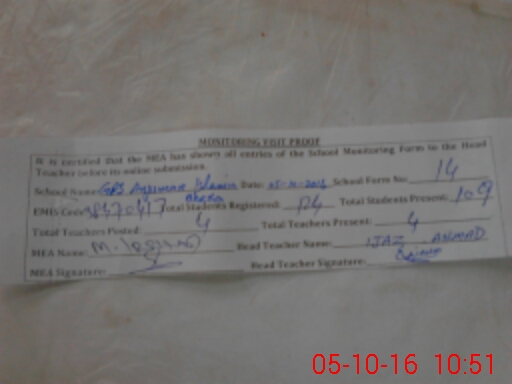 MONITORING VISIT PROOF
It is certified that the MEA has shown all entries of the School Monitoring Form to the Head
Teacher before its online submission.
School Name: GPS Anjuman Islamia Date: 05-10-2016 School Form No: 14
EMIS Code: Total Students Registered: 124 Total Students Present: 109
Total Teachers Posted: 4 Total Teachers Present: 4
MEA Name: M. Head Teacher Name: IJAZ AHMAD
MEA Signature: Head Teacher Signature:
05-10-16 10:51